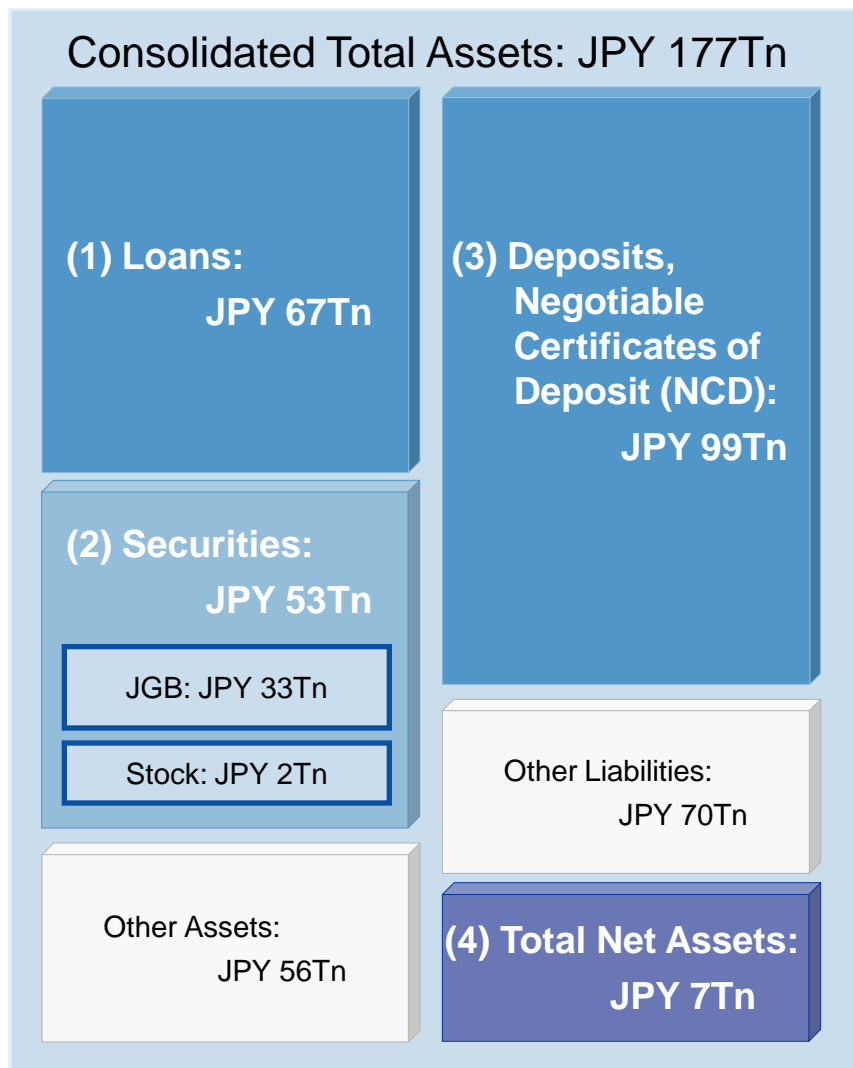 Consolidated Total Assets: JPY 177Tn
(1) Loans:
JPY 67Tn
(2) Securities:
JPY 53Tn
JGB: JPY 33Tn
Stock: JPY 2Tn
Other Assets:
JPY 56Tn
(3) Deposits,
Negotiable
Certificates of
Deposit (NCD):
JPY 99Tn
Other Liabilities:
JPY 70Tn
(4) Total Net Assets:
JPY 7Tn